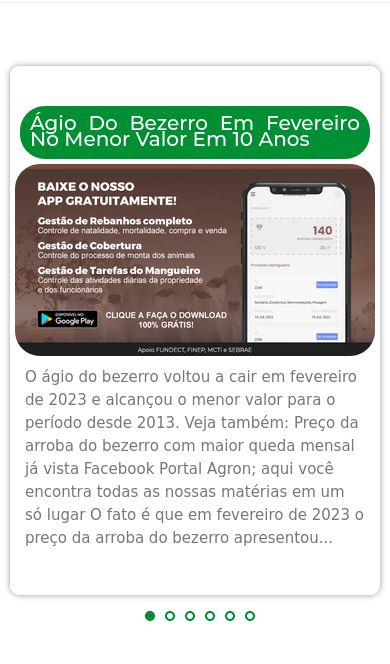 Ágio Do Bezerro Em Fevereiro
No Menor Valor Em 10 Anos
BAIXE O NOSSO
APP GRATUITAMENTE!
Gestão de Rebanhos completo
Controle de natalidade, mortalidade, compra e venda
Gestão de Cobertura
Controle do processo de monta dos animais
Gestão de Tarefas do Mangueiro
Controle das atividades diárias da propriedade
e dos funcionários
DISPONÍVEL NO
Google Play
CLIQUE A FAÇA O DOWNLOAD
100% GRÁTIS!
140
Processo Mangueiro
Apoio FUNDECT, FINEP, MCTI e SEBRAE
O ágio do bezerro voltou a cair em fevereiro
de 2023 e alcançou o menor valor para o
período desde 2013. Veja também: Preço da
arroba do bezerro com maior queda mensal
já vista Facebook Portal Agron; aqui você
encontra todas as nossas matérias em um
só lugar O fato é que em fevereiro de 2023 o
preço da arroba do bezerro apresentou...